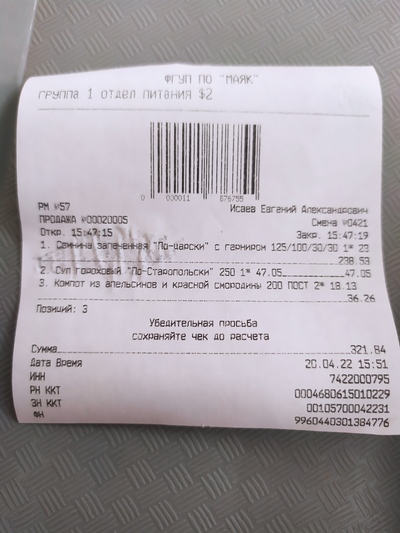 ФГУП ПО "МАЯК"
ГРУППА 1 ОТДЕЛ ПИТАНИЯ $2
0 000011 876755
РМ №57 Исаев Евгений Александрович
ПРОДАЖА №00020005 Смена №0421
Откр. 15:47:15 Закр. 15:47:19
1. Свинина запеченная "По-царски" с гарниром 125/100/30/30 1* 23
238.53
2. Суп гороховый "По-Старопольски" 250 1* 47.05 47.05
3. Компот из апельсинов и красной смородины 200 ПОСТ 2* 18.13
36.26
Позиций: 3
Убедительная просьба
сохраняйте чек до расчета
Сумма 321.84
Дата Время 20.04.22 15:51
ИНН 7422000795
РН ККТ 0004680615010229
ЗН ККТ 00105700042231
ФН 9960440301384776